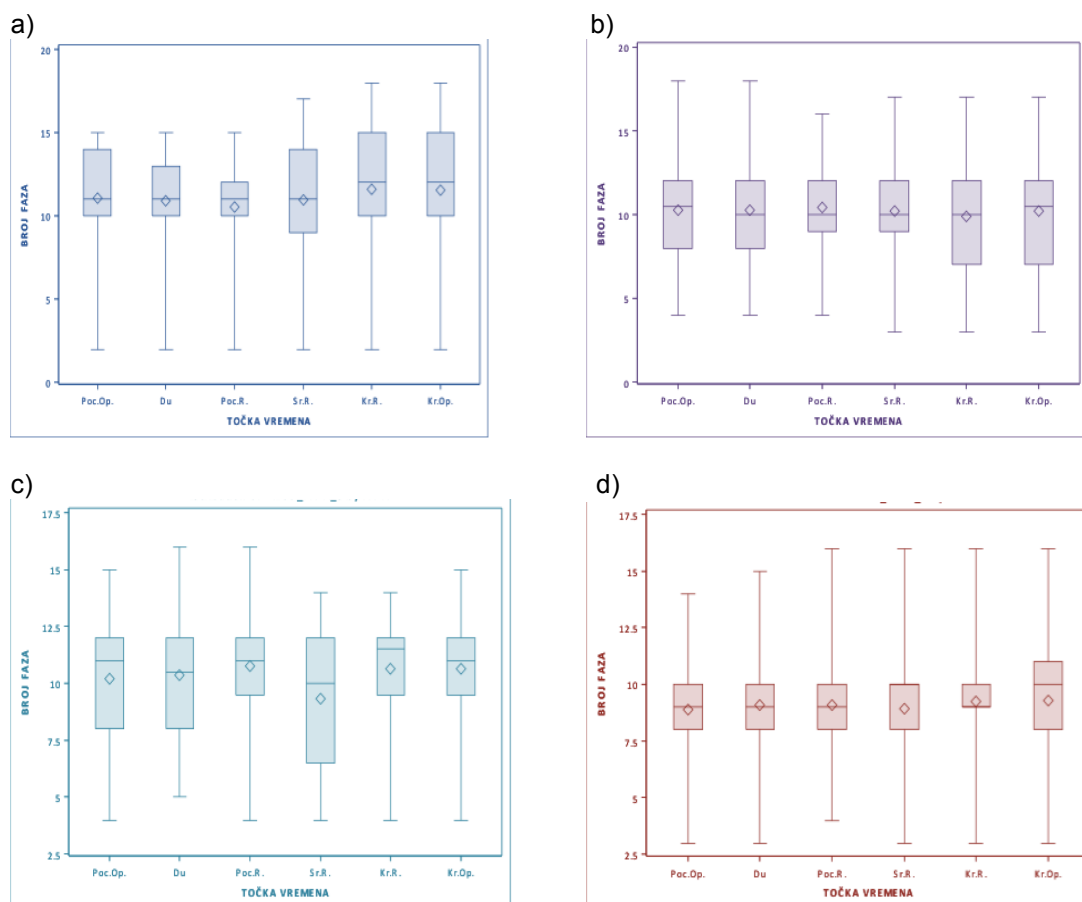 a)
b)
20
15
10
5
0
BROJ FAZA
Poc.Op. Du Poc.R. Sr.R. Kr.R. Kr.Op.
TOČKA VREMENA
20
15
10
5
0
BROJ FAZA
Poc.Op. Du Poc.R. Sr.R. Kr.R. Kr.Op.
TOČKA VREMENA
c)
d)
17.5
15
12.5
10
7.5
5
2.5
BROJ FAZA
Poc.Op. Du Poc.R. Sr.R. Kr.R. Kr.Op.
TOČKA VREMENA
17.5
15
12.5
10
7.5
5
2.5
BROJ FAZA
Poc.Op. Du Poc.R. Sr.R. Kr.R. Kr.Op.
TOČKA VREMENA